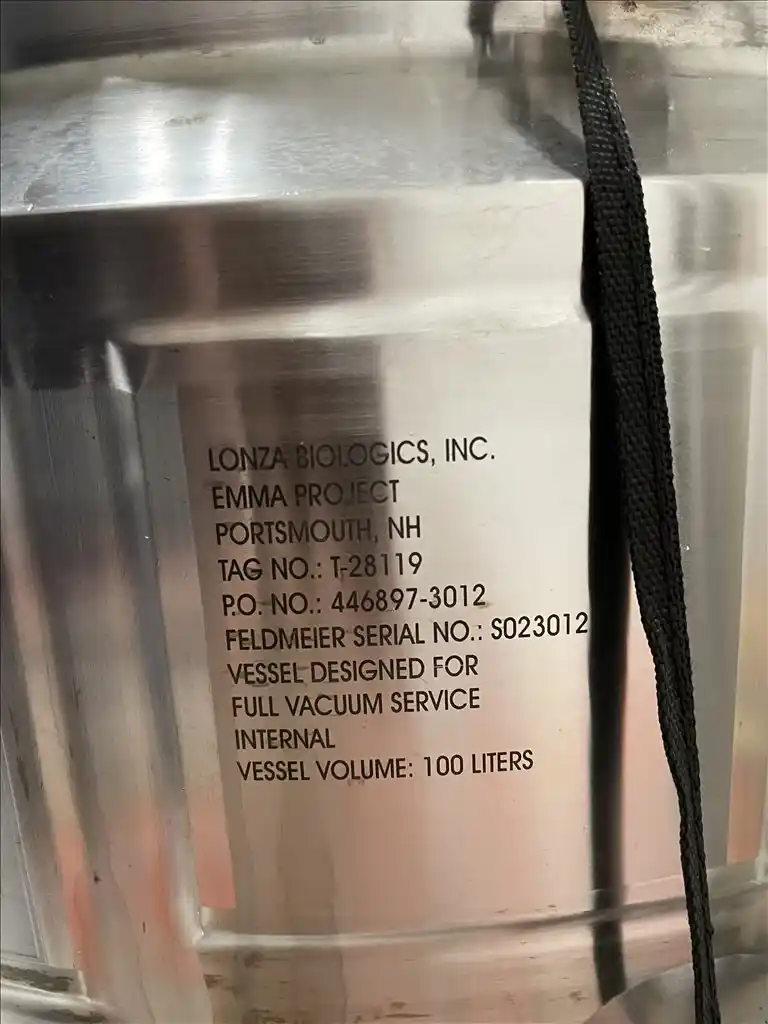 LONZA BIOLOGICS, INC.
EMMA PROJECT
PORTSMOUTH, NH
TAG NO.: T-28119
P.O. NO.: 446897-3012
FELDMEIER SERIAL NO.: S023012
VESSEL DESIGNED FOR
FULL VACUUM SERVICE
INTERNAL
VESSEL VOLUME: 100 LITERS